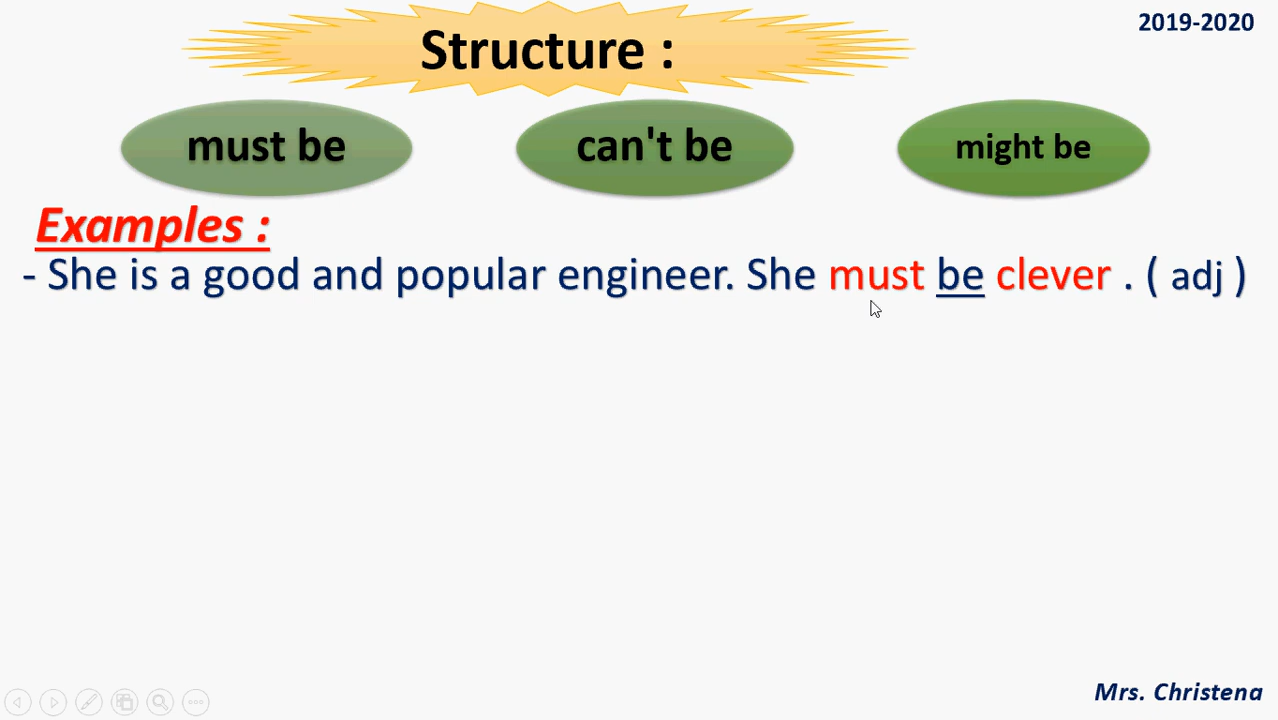 2019-2020
Structure :
must be can't be might be
Examples :
- She is a good and popular engineer. She must be clever . ( adj )
Mrs. Christena